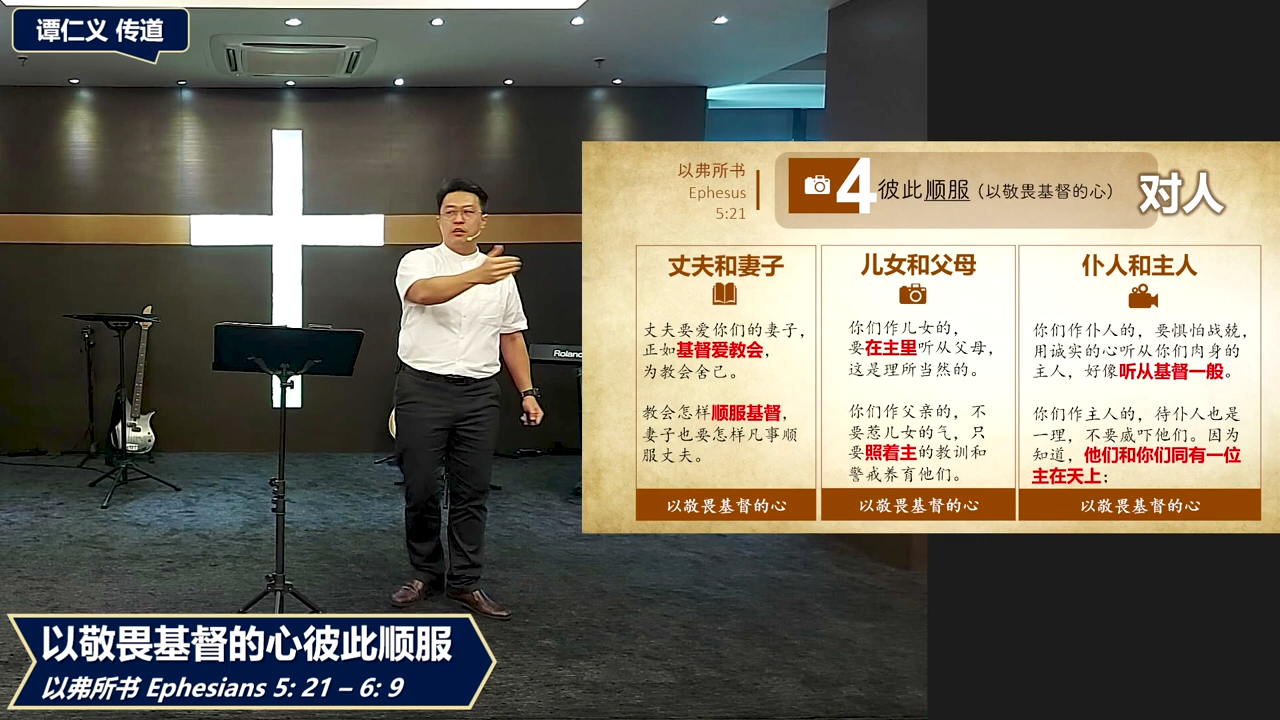 谭仁义 传道
以弗所书
Ephesus
5:21
4
彼此顺服（以敬畏基督的心）
对人
丈夫和妻子
丈夫要爱你们的妻子，
正如基督爱教会，
为教会舍己。
教会怎样顺服基督，
妻子也要怎样凡事顺
服丈夫。
以敬畏基督的心
儿女和父母
你们作儿女的，
要在主里听从父母，
这是理所当然的。
你们作父亲的，不
要惹儿女的气，只
要照着主的教训和
警戒养育他们。
以敬畏基督的心
仆人和主人
你们作仆人的，要惧怕战兢，
用诚实的心听从你们肉身的
主人，好像听从基督一般。
你们作主人的，待仆人也是
一理，不要威吓他们。因为
知道，他们和你们同有一位
主在天上；
以敬畏基督的心
Roland
以敬畏基督的心彼此顺服
以弗所书 Ephesians 5: 21 – 6: 9